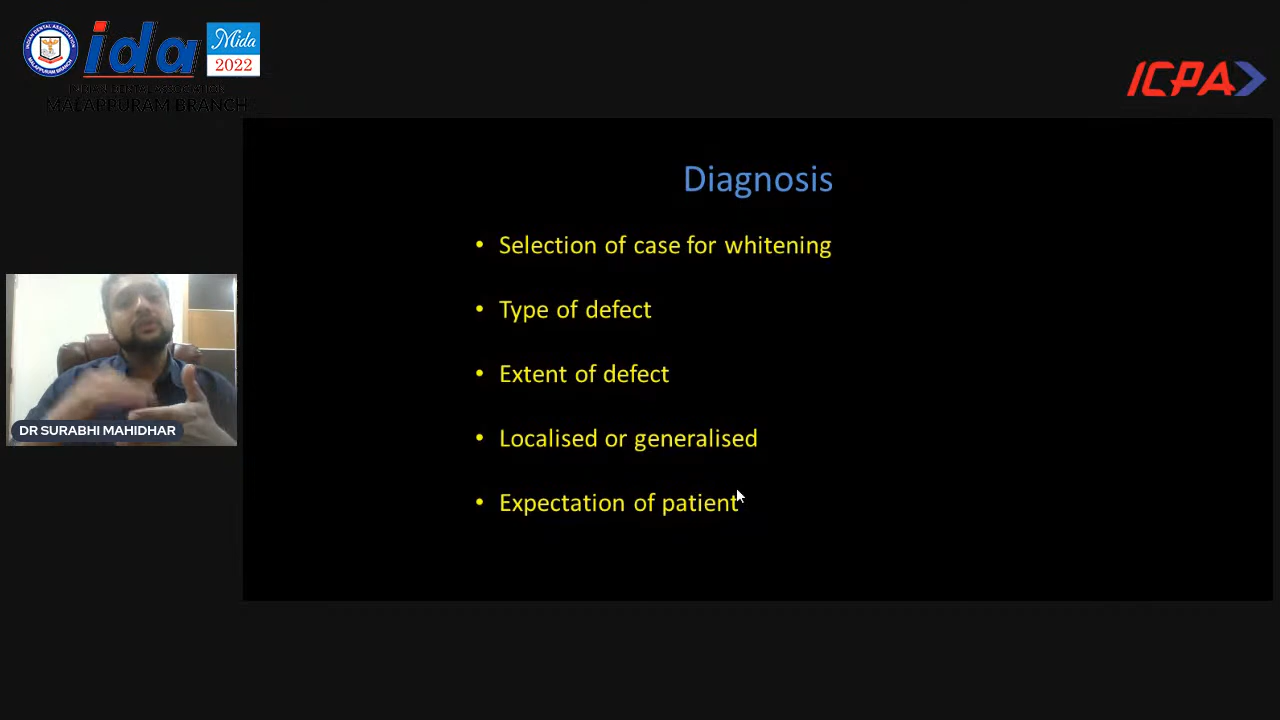 ida
Mida
2022
MALAPPURAM BRANCH
ICPA
Diagnosis
• Selection of case for whitening
• Type of defect
• Extent of defect
• Localised or generalised
• Expectation of patient
DR SURABHI MAHIDHAR